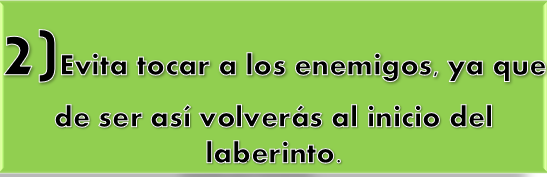 2)Evita tocar a los enemigos, ya que
de ser así volverás al inicio del
laberinto.